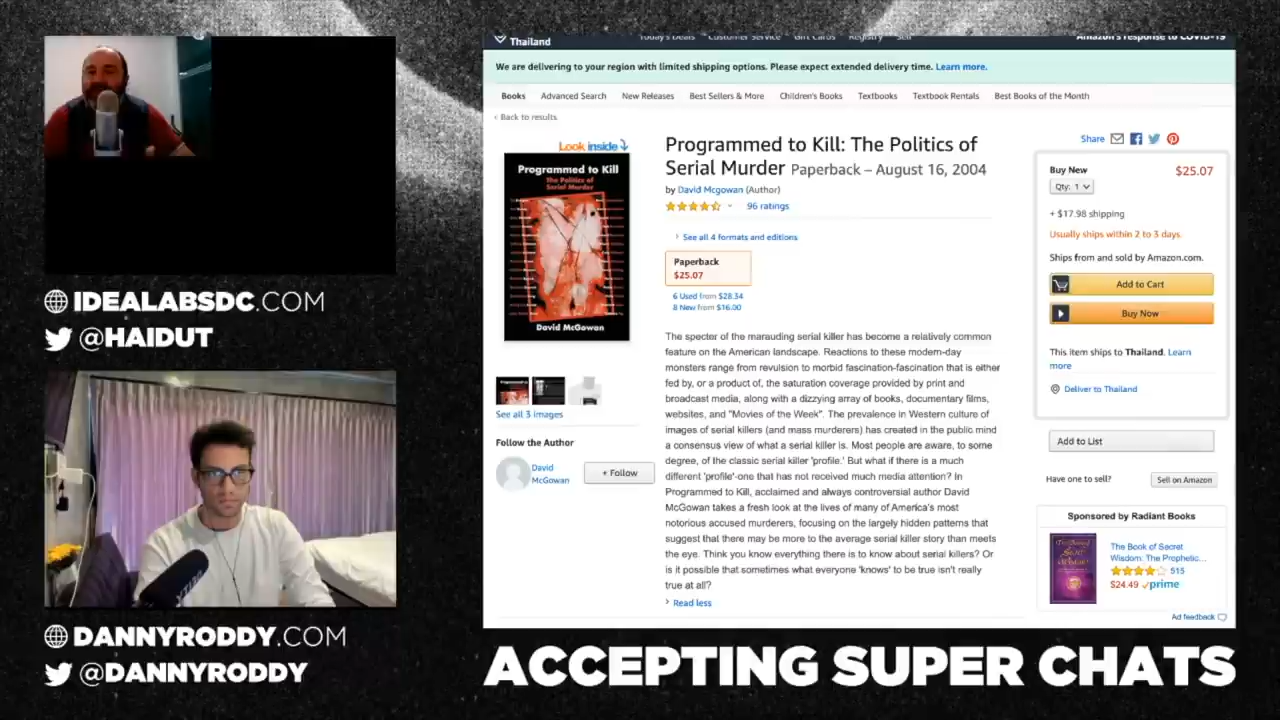 IDEALABSDC.COM
@HAIDUT
DANNYRODDY.COM
@DANNYRODDY
Thailand
Today's Deals Customer Service Gift Cards Registry Sell
Amazon's response to COVID-19
We are delivering to your region with limited shipping options. Please expect extended delivery time. Learn more.
Books Advanced Search New Releases Best Sellers & More Children's Books Textbooks Textbook Rentals Best Books of the Month
‹ Back to results
Look inside
Programmed to Kill
The Politics of
Serial Murder
David McGowan
See all 3 images
Follow the Author
David
McGowan
+ Follow
Programmed to Kill: The Politics of
Serial Murder Paperback – August 16, 2004
by David Mcgowan (Author)
96 ratings
› See all 4 formats and editions
Paperback
$25.07
6 Used from $28.34
8 New from $16.00
The specter of the marauding serial killer has become a relatively common
feature on the American landscape. Reactions to these modern-day
monsters range from revulsion to morbid fascination-fascination that is either
fed by, or a product of, the saturation coverage provided by print and
broadcast media, along with a dizzying array of books, documentary films,
websites, and "Movies of the Week". The prevalence in Western culture of
images of serial killers (and mass murderers) has created in the public mind
a consensus view of what a serial killer is. Most people are aware, to some
degree, of the classic serial killer 'profile.' But what if there is a much
different 'profile'-one that has not received much media attention? In
Programmed to Kill, acclaimed and always controversial author David
McGowan takes a fresh look at the lives of many of America's most
notorious accused murderers, focusing on the largely hidden patterns that
suggest that there may be more to the average serial killer story than meets
the eye. Think you know everything there is to know about serial killers? Or
is it possible that sometimes what everyone 'knows' to be true isn't really
true at all?
› Read less
Share
Buy New $25.07
Qty: 1
+ $17.98 shipping
Usually ships within 2 to 3 days.
Ships from and sold by Amazon.com.
Add to Cart
Buy Now
This item ships to Thailand. Learn
more
Deliver to Thailand
Add to List
Have one to sell? Sell on Amazon
Sponsored by Radiant Books
The Book of Secret
Wisdom: The Prophetic...
515
$24.49 prime
Ad feedback
ACCEPTING SUPER CHATS